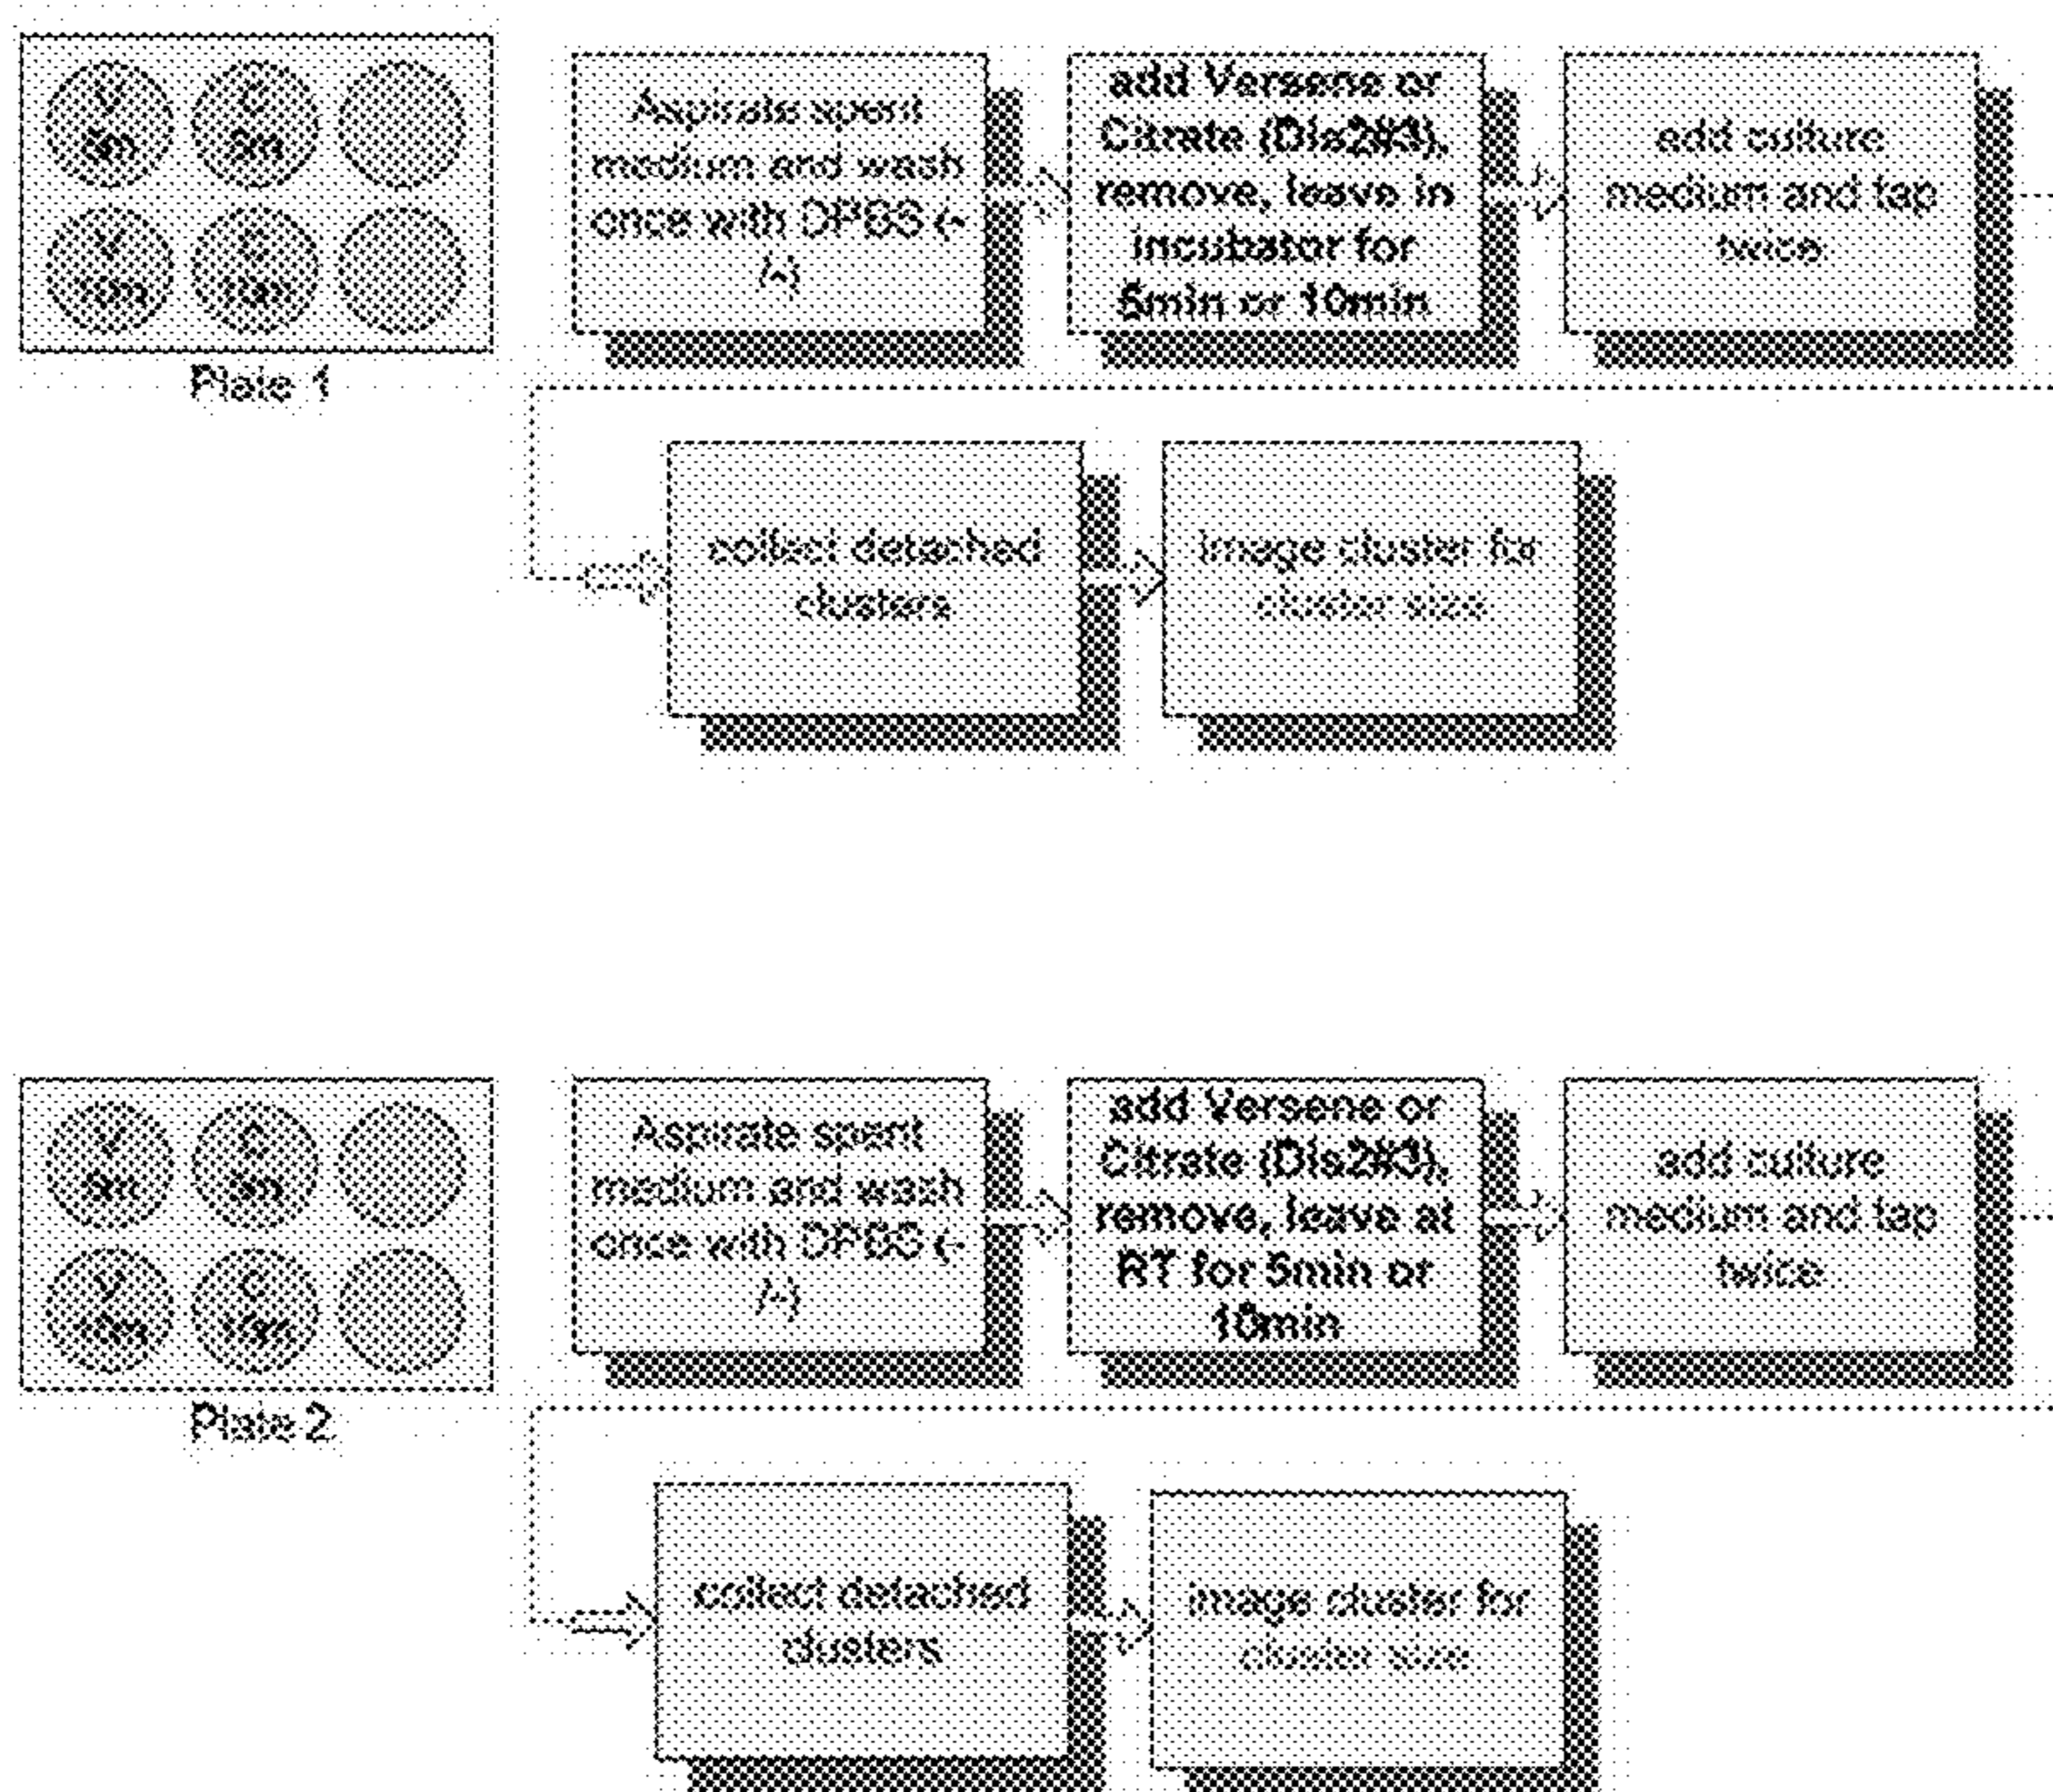 V
5m
C
5m
V
10m
C
10m
Plate 1
Aspirate spent
medium and wash
once with DPBS (-
/-)
add Versene or
Citrate (Dis2#3),
remove, leave in
incubator for
5min or 10min
add culture
medium and tap
twice
collect detached
clusters
image cluster for
cluster size
V
5m
C
5m
V
10m
C
10m
Plate 2
Aspirate spent
medium and wash
once with DPBS (-
/-)
add Versene or
Citrate (Dis2#3),
remove, leave at
RT for 5min or
10min
add culture
medium and tap
twice
collect detached
clusters
image cluster for
cluster size